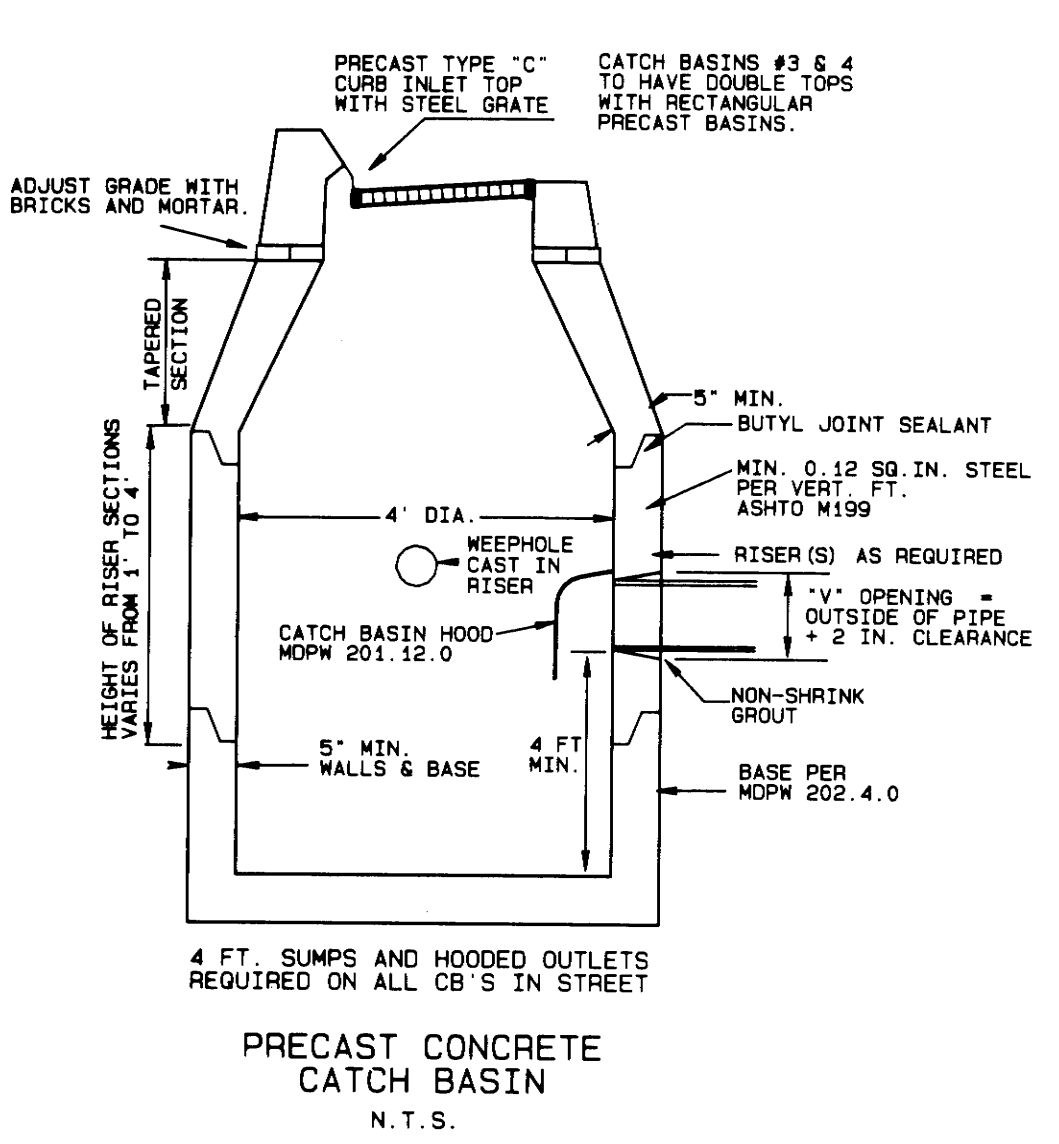 PRECAST TYPE "C"
CURB INLET TOP
WITH STEEL GRATE
CATCH BASINS #3 & 4
TO HAVE DOUBLE TOPS
WITH RECTANGULAR
PRECAST BASINS.
ADJUST GRADE WITH
BRICKS AND MORTAR.
TAPERED
SECTION
5" MIN.
BUTYL JOINT SEALANT
HEIGHT OF RISER SECTIONS
VARIES FROM 1' TO 4'
MIN. 0.12 SQ.IN. STEEL
PER VERT. FT.
ASHTO M199
4' DIA.
WEEPHOLE
CAST IN
RISER
RISER(S) AS REQUIRED
"V" OPENING =
OUTSIDE OF PIPE
+ 2 IN. CLEARANCE
CATCH BASIN HOOD
MDPW 201.12.0
NON-SHRINK
GROUT
5" MIN.
WALLS & BASE
4 FT
MIN.
BASE PER
MDPW 202.4.0
4 FT. SUMPS AND HOODED OUTLETS
REQUIRED ON ALL CB'S IN STREET
PRECAST CONCRETE
CATCH BASIN
N.T.S.